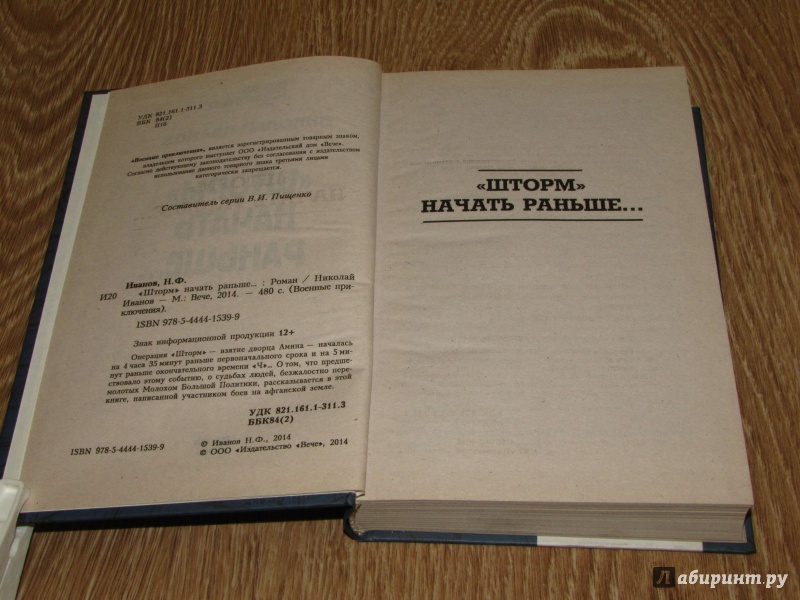 УДК 821.161.1-311.3
ББК 84(2)
П18
«Военные приключения», является зарегистрированным товарным знаком,
владельцем которого выступает ООО «Издательский дом «Вече».
Согласно действующему законодательству без согласования с издательством
использование данного товарного знака третьими лицами
категорически запрещается.
Составитель серии В.И. Пищенко
Иванов, Н.Ф.
И20 «Шторм» начать раньше... : Роман / Николай
Иванов — М.: Вече, 2014. — 480 с. (Военные при-
ключения).
ISBN 978-5-4444-1539-9
Знак информационной продукции 12+
Операция «Шторм» — взятие дворца Амина — началась
на 4 часа 35 минут раньше первоначального срока и на 5 ми-
нут раньше окончательного времени «Ч»... О том, что предше-
ствовало этому событию, о судьбах людей, безжалостно пере-
молотых Молохом Большой Политики, рассказывается в этой
книге, написанной участником боев на афганской земле.
УДК 821.161.1-311.3
ББК84(2)
ISBN 978-5-4444-1539-9
© Иванов Н.Ф., 2014
© ООО «Издательство «Вече», 2014
«ШТОРМ»
НАЧАТЬ РАНЬШЕ...
Лабиринт.ру